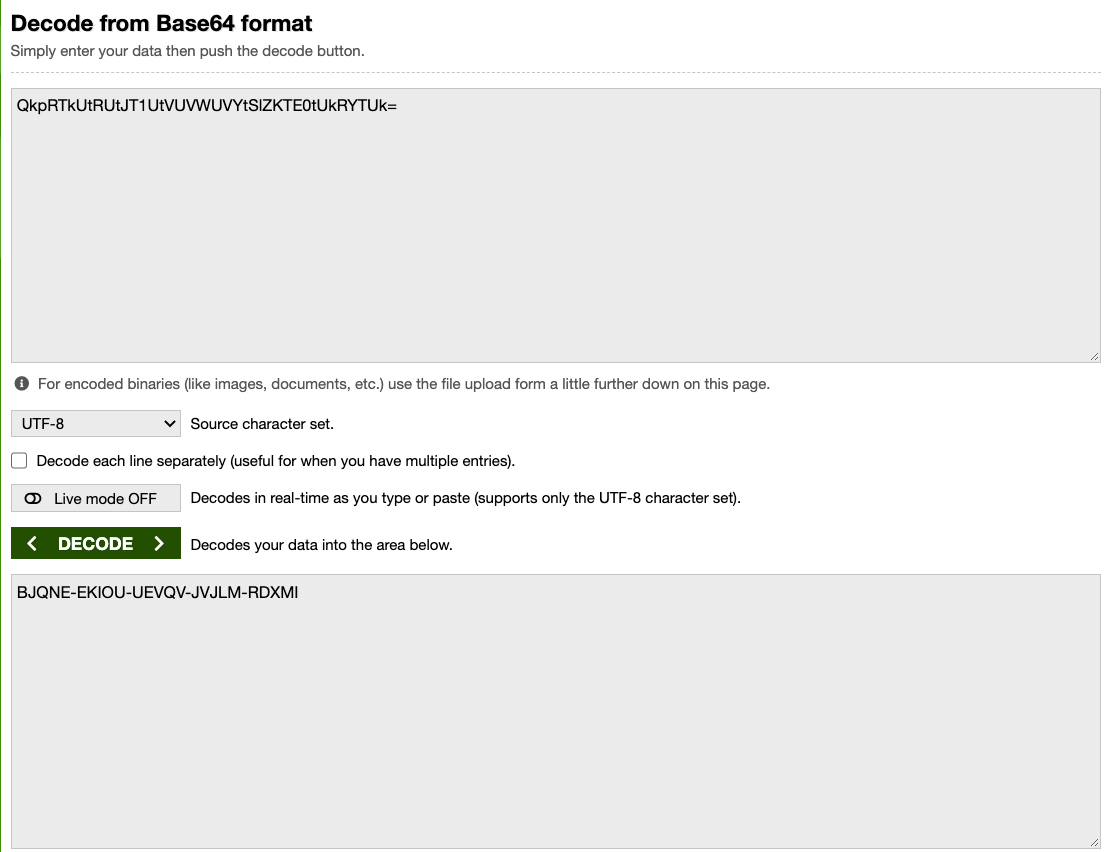 Decode from Base64 format
Simply enter your data then push the decode button.
QkpRTkUtRUtJT1UtVUVWUVYtSlZKTE0tUkRYTUk=
For encoded binaries (like images, documents, etc.) use the file upload form a little further down on this page.
UTF-8 Source character set.
Decode each line separately (useful for when you have multiple entries).
Live mode OFF Decodes in real-time as you type or paste (supports only the UTF-8 character set).
< DECODE > Decodes your data into the area below.
BJQNE-EKIOU-UEVQV-JVJLM-RDXMI